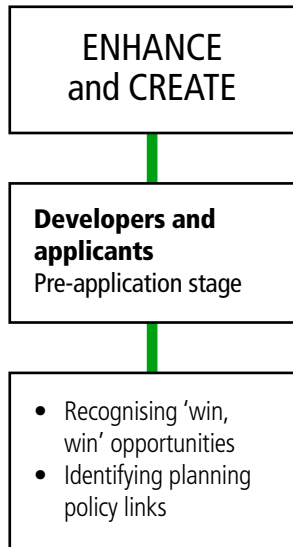 ENHANCE
and CREATE
Developers and
applicants
Pre-application stage
• Recognising ‘win,
win’ opportunities
• Identifying planning
policy links